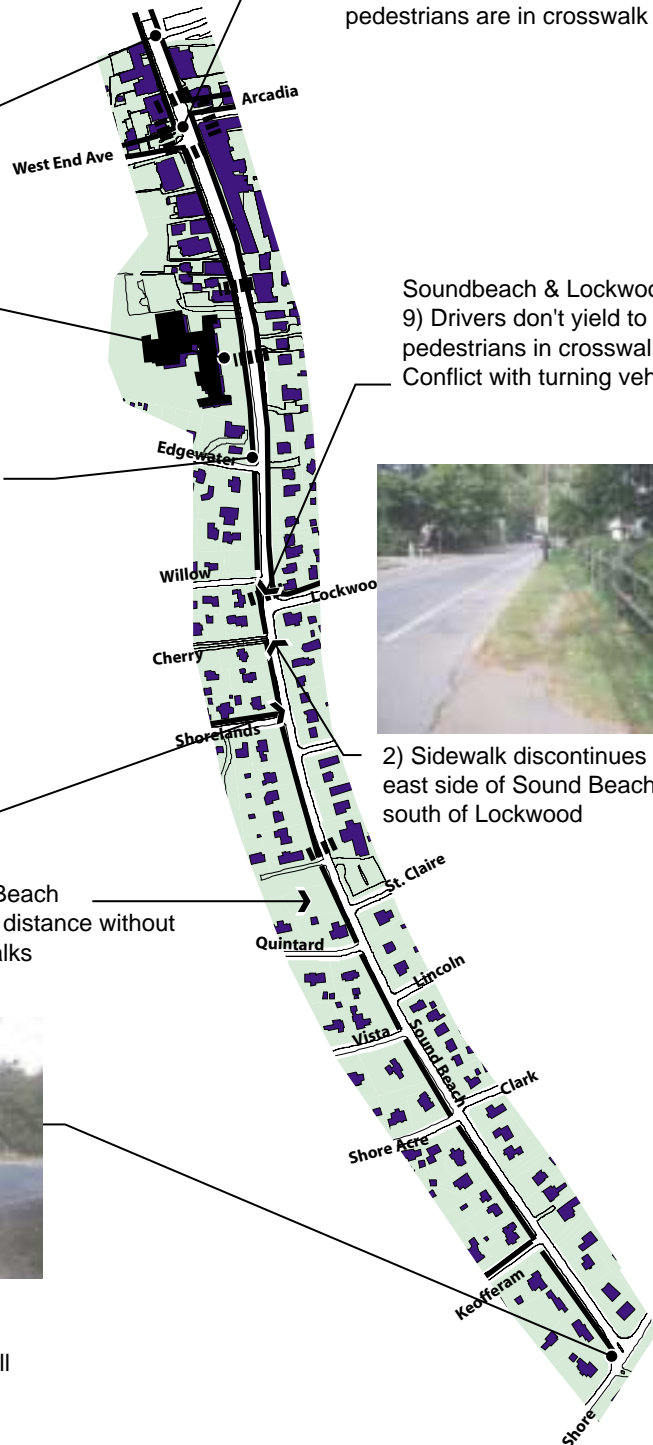 pedestrians are in crosswalk
Arcadia
West End Ave
Soundbeach & Lockwoo
9) Drivers don't yield to
pedestrians in crosswal
Conflict with turning veh
Edgewater
Willow
Lockwoo
Cherry
Shorelands
2) Sidewalk discontinues
east side of Sound Beach
south of Lockwood
Beach
distance without
alks
St. Claire
Quintard
Lincoln
Vista
Sound Beach
Clark
Shore Acre
Keofferam
ll
Shore